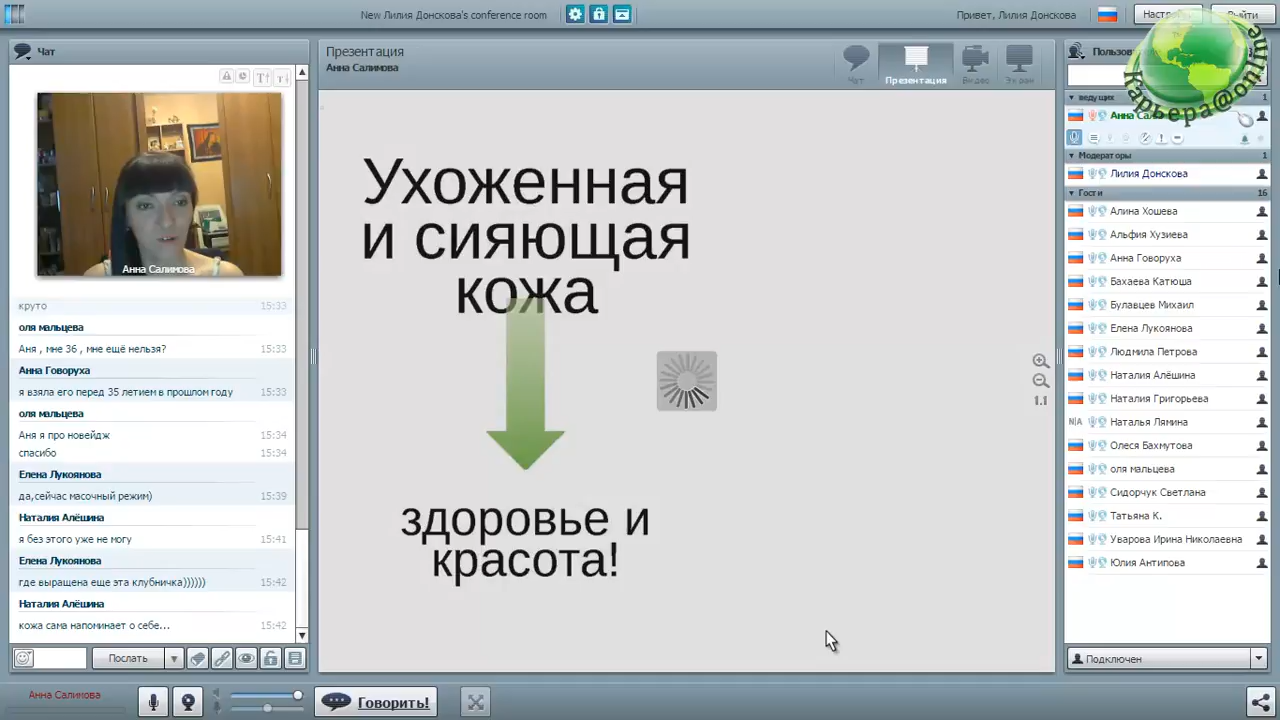 New Лилия Донскова's conference room
Привет, Лилия Донскова
Настройки
Выйти
Чат
Анна Салимова
круто 15:33
оля мальцева
Аня , мне 36 , мне ещё нельзя? 15:33
Анна Говоруха
я взяла его перед 35 летием в прошлом году 15:33
оля мальцева
Аня я про новейдж 15:34
спасибо 15:34
Елена Лукоянова
да,сейчас масочный режим) 15:39
Наталия Алёшина
я без этого уже не могу 15:41
Елена Лукоянова
где выращена еще эта клубничка)))))) 15:42
Наталия Алёшина
кожа сама напоминает о себе... 15:42
Послать
Презентация
Анна Салимова
Чат
Презентация
Видео
Экран
Ухоженная
и сияющая
кожа
здоровье и
красота!
1.1
Карьера@online
ведущих 1
Анна
Модераторы 1
Лилия Донскова
Гости 16
Алина Хошева
Альфия Хузиева
Анна Говоруха
Бахаева Катюша
Булавцев Михаил
Елена Лукоянова
Людмила Петрова
Наталия Алёшина
Наталия Григорьева
N|A Наталья Лямина
Олеся Бахмутова
оля мальцева
Сидорчук Светлана
Татьяна К.
Уварова Ирина Николаевна
Юлия Антипова
Подключен
Анна Салимова
Говорить!